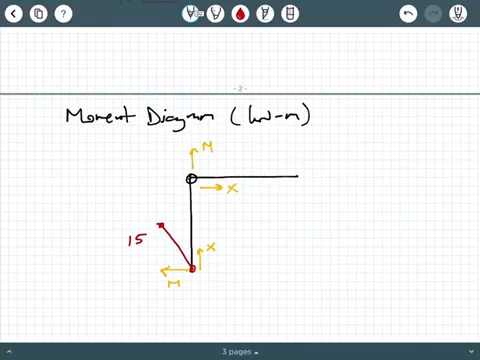 - 2 -
Moment Diagram (kN-m)
M
X
15
X
M
3 pages